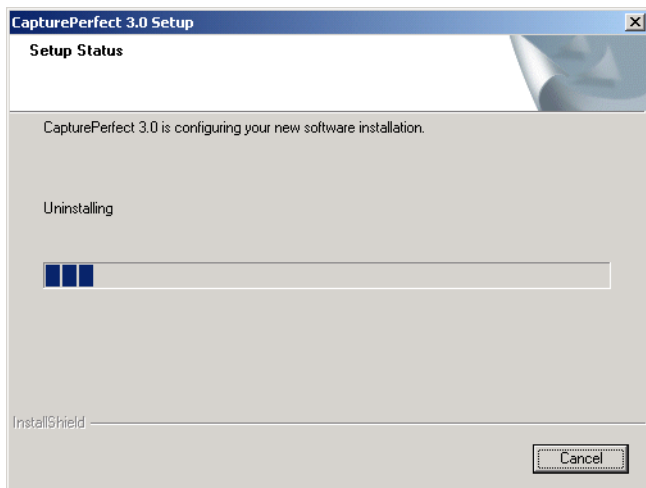 CapturePerfect 3.0 Setup
Setup Status
CapturePerfect 3.0 is configuring your new software installation.
Uninstalling
InstallShield
Cancel